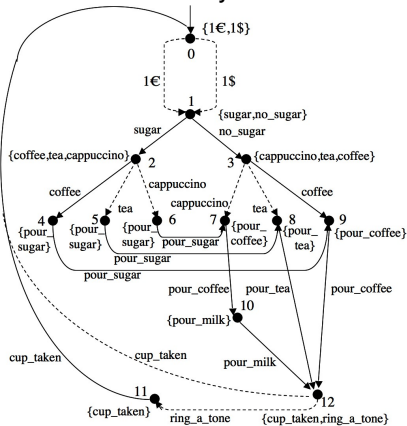 {1€,1$}
0
1€ 1$
1
{sugar,no_sugar}
sugar no_sugar
{coffee,tea,cappuccino} 2 3 {cappuccino,tea,coffee}
coffee cappuccino cappuccino coffee
tea tea
4 5 6 7 8 9
{pour_
sugar}
{pour_
sugar}
{pour_
sugar}
{pour_
coffee}
{pour_
tea}
{pour_coffee}
pour_sugar
pour_sugar
pour_sugar
pour_coffee pour_tea pour_coffee
10
{pour_milk}
pour_milk
cup_taken cup_taken
11 12
{cup_taken} ring_a_tone {cup_taken,ring_a_tone}